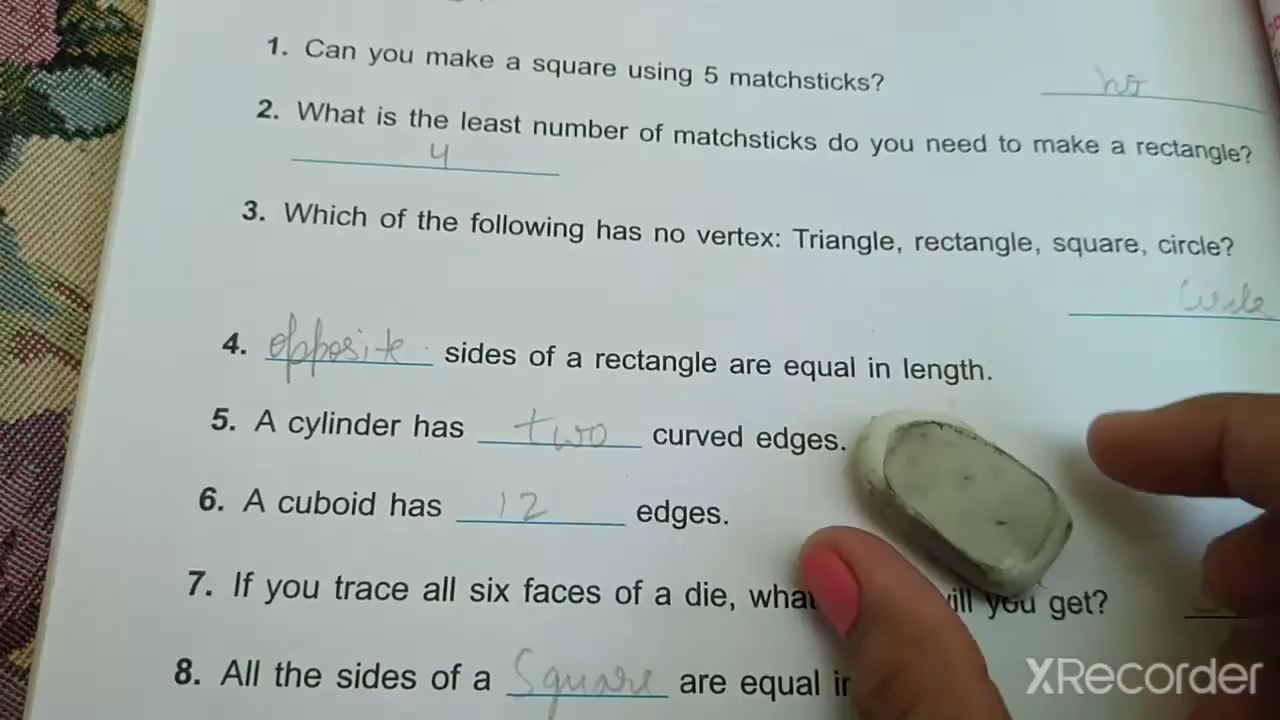 1. Can you make a square using 5 matchsticks? no
2. What is the least number of matchsticks do you need to make a rectangle?
4
3. Which of the following has no vertex: Triangle, rectangle, square, circle?
Circle
4. opposite sides of a rectangle are equal in length.
5. A cylinder has two curved edges.
6. A cuboid has 12 edges.
7. If you trace all six faces of a die, you get?
8. All the sides of a Square are equal
XRecorder